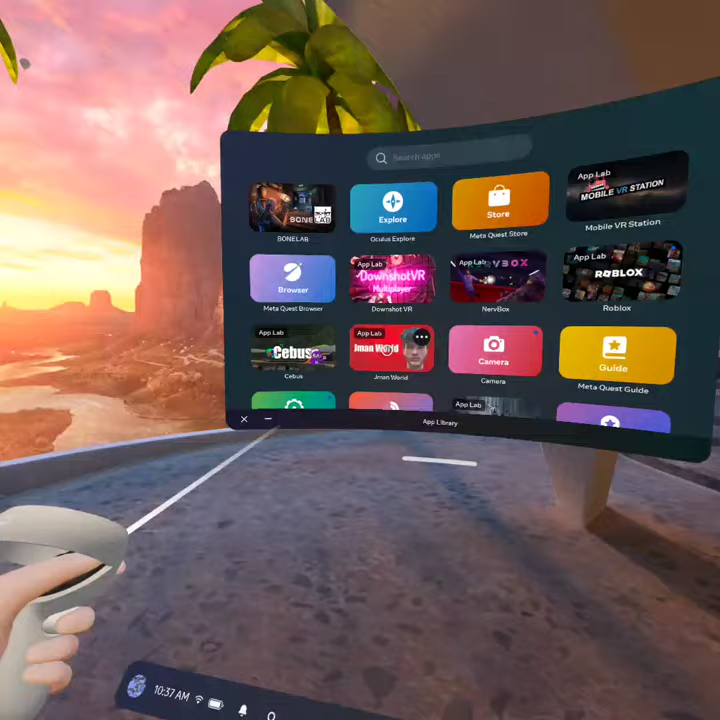 Search apps
BONELAB
BONELAB
Explore
Oculus Explore
Store
Meta Quest Store
App Lab
MOBILE VR STATION
Mobile VR Station
Browser
Meta Quest Browser
App Lab
DownshotVR
Multiplayer
Downshot VR
App Lab
NervBox
App Lab
ROBLOX
Roblox
App Lab
Cebus
Cebus
App Lab
Jman World
Jman World
Camera
Camera
Guide
Meta Quest Guide
App Lab
App Library
10:37 AM